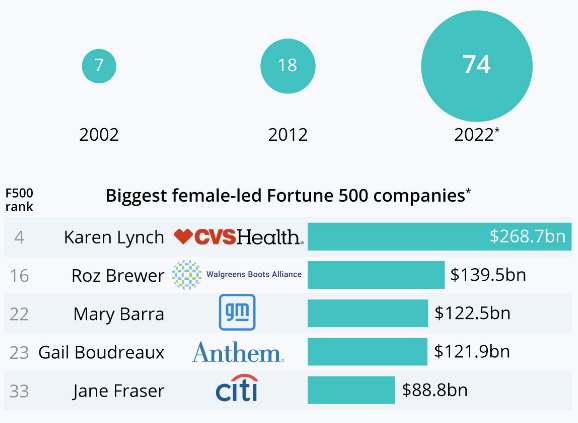 7
18
74
2002
2012
2022*
F500
rank
Biggest female-led Fortune 500 companies*
4 Karen Lynch CVSHealth. $268.7bn
16 Roz Brewer Walgreens Boots Alliance $139.5bn
22 Mary Barra gm $122.5bn
23 Gail Boudreaux Anthem. $121.9bn
33 Jane Fraser citi $88.8bn